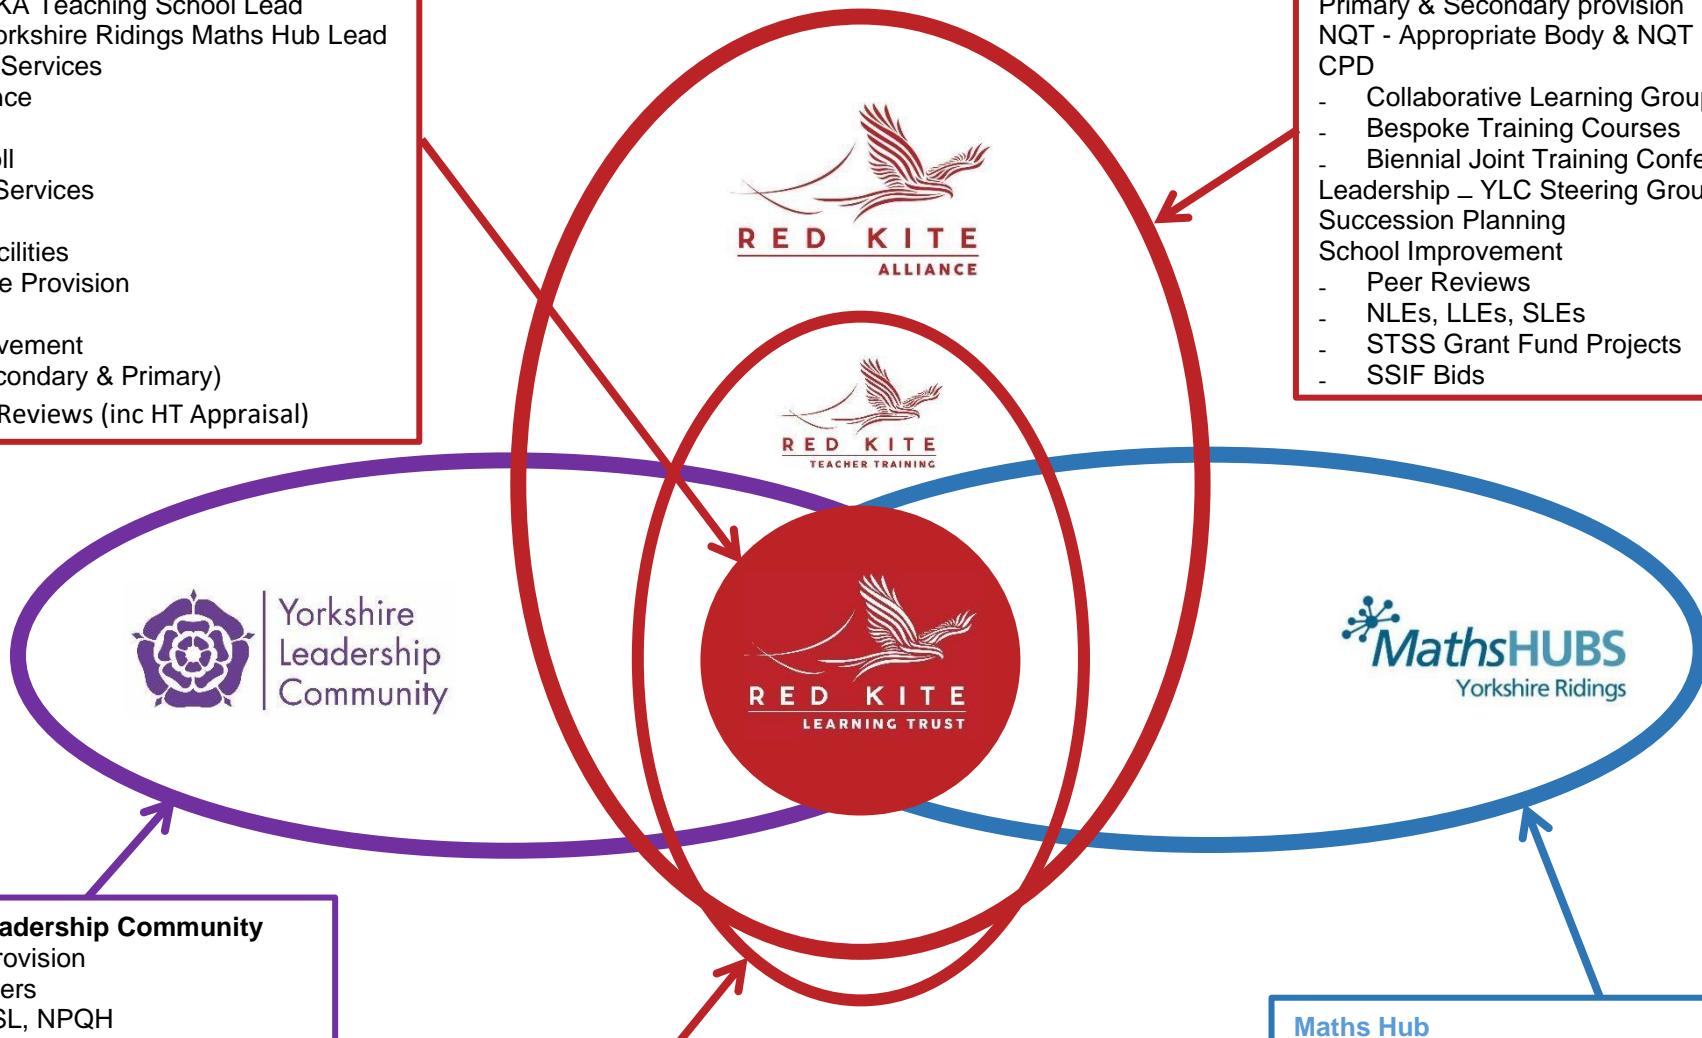 KA Teaching School Lead
orkshire Ridings Maths Hub Lead
Services
nce
oll
Services
cilities
e Provision
vement
condary & Primary)
Reviews (inc HT Appraisal)
Primary & Secondary provision
NQT - Appropriate Body & NQT
CPD
- Collaborative Learning Group
- Bespoke Training Courses
- Biennial Joint Training Confe
Leadership – YLC Steering Grou
Succession Planning
School Improvement
- Peer Reviews
- NLEs, LLEs, SLEs
- STSS Grant Fund Projects
- SSIF Bids
RED KITE
ALLIANCE
RED KITE
TEACHER TRAINING
Yorkshire
Leadership
Community
RED KITE
LEARNING TRUST
MathsHUBS
Yorkshire Ridings
adership Community
rovision
ers
SL, NPQH
Maths Hub